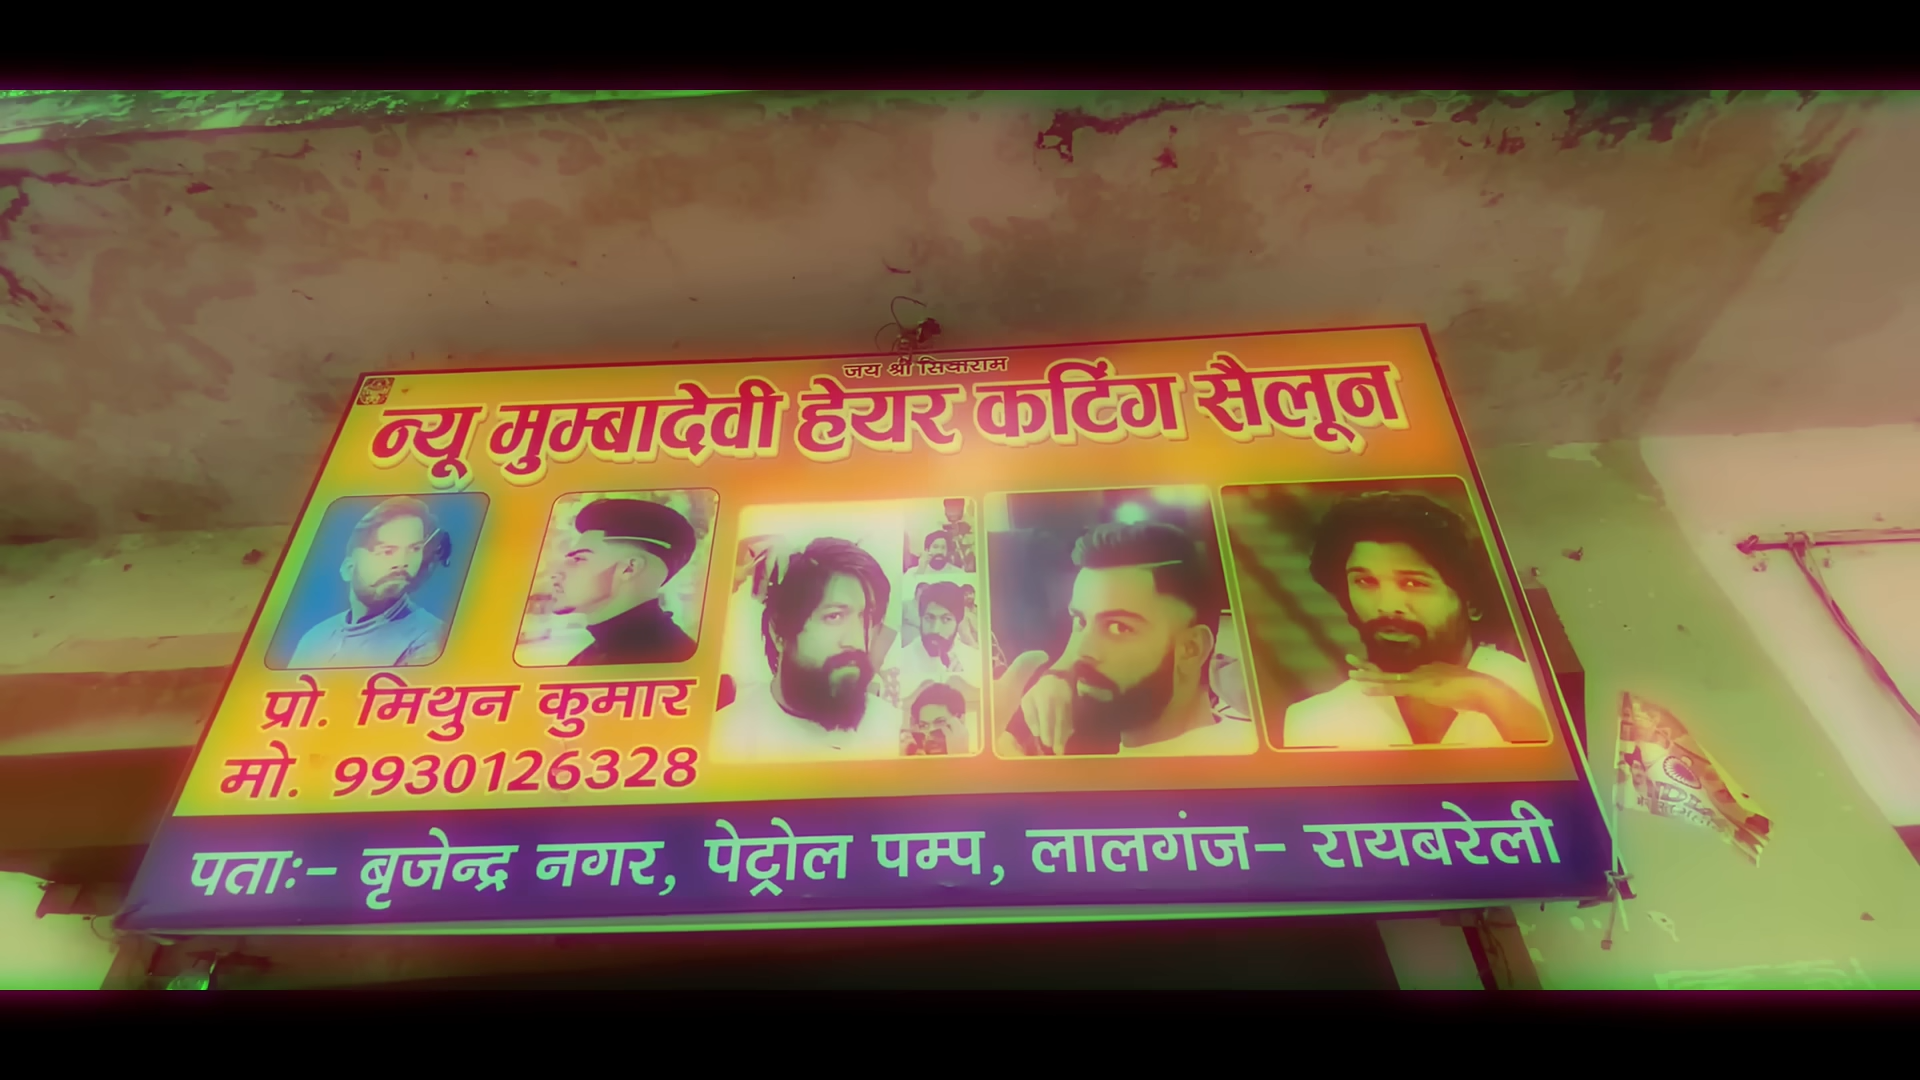 जय श्री सियाराम
न्यू मुम्बादेवी हेयर कटिंग सैलून
प्रो. मिथुन कुमार
मो. 9930126328
पताः- बृजेन्द्र नगर, पेट्रोल पम्प, लालगंज- रायबरेली